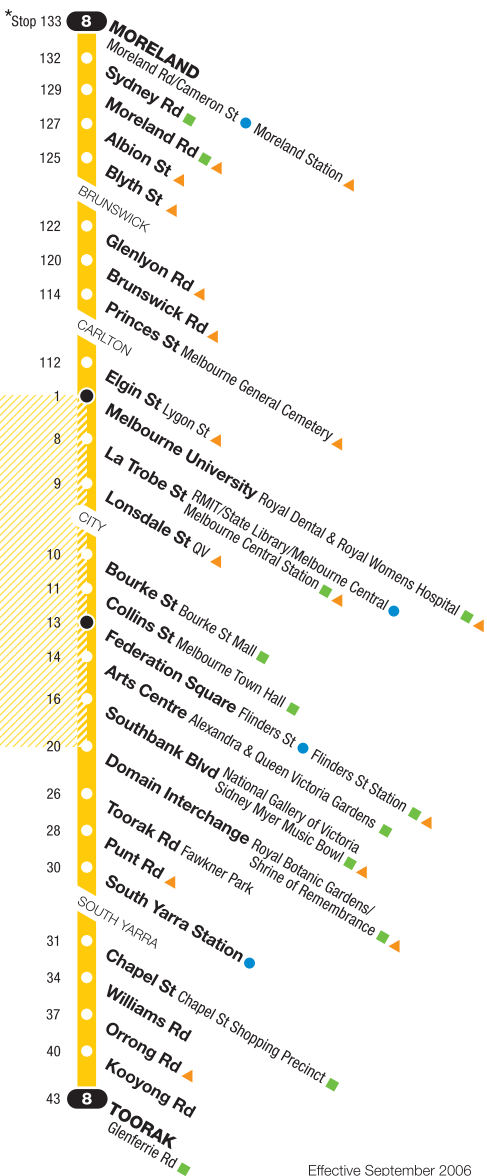 *Stop 133 8 MORELAND
Moreland Rd/Cameron St Moreland Station
132 Sydney Rd
129 Moreland Rd
127 Albion St
125 Blyth St
BRUNSWICK
122 Glenlyon Rd
120 Brunswick Rd
114 Princes St Melbourne General Cemetery
CARLTON
112 Elgin St Lygon St
1 Melbourne University Royal Dental & Royal Womens Hospital
8 La Trobe St RMIT/State Library/Melbourne Central
Melbourne Central Station
9 Lonsdale St QV
CITY
10 Bourke St Bourke St Mall
11 Collins St Melbourne Town Hall
13 Federation Square Flinders St Flinders St Station
14 Arts Centre Alexandra & Queen Victoria Gardens
16 Southbank Blvd National Gallery of Victoria
Sidney Myer Music Bowl
20 Domain Interchange Royal Botanic Gardens/
Shrine of Remembrance
26 Toorak Rd Fawkner Park
28 Punt Rd
30 South Yarra Station
SOUTH YARRA
31 Chapel St Chapel St Shopping Precinct
34 Williams Rd
37 Orrong Rd
40 Kooyong Rd
43 8 TOORAK
Glenferrie Rd
Effective September 2006